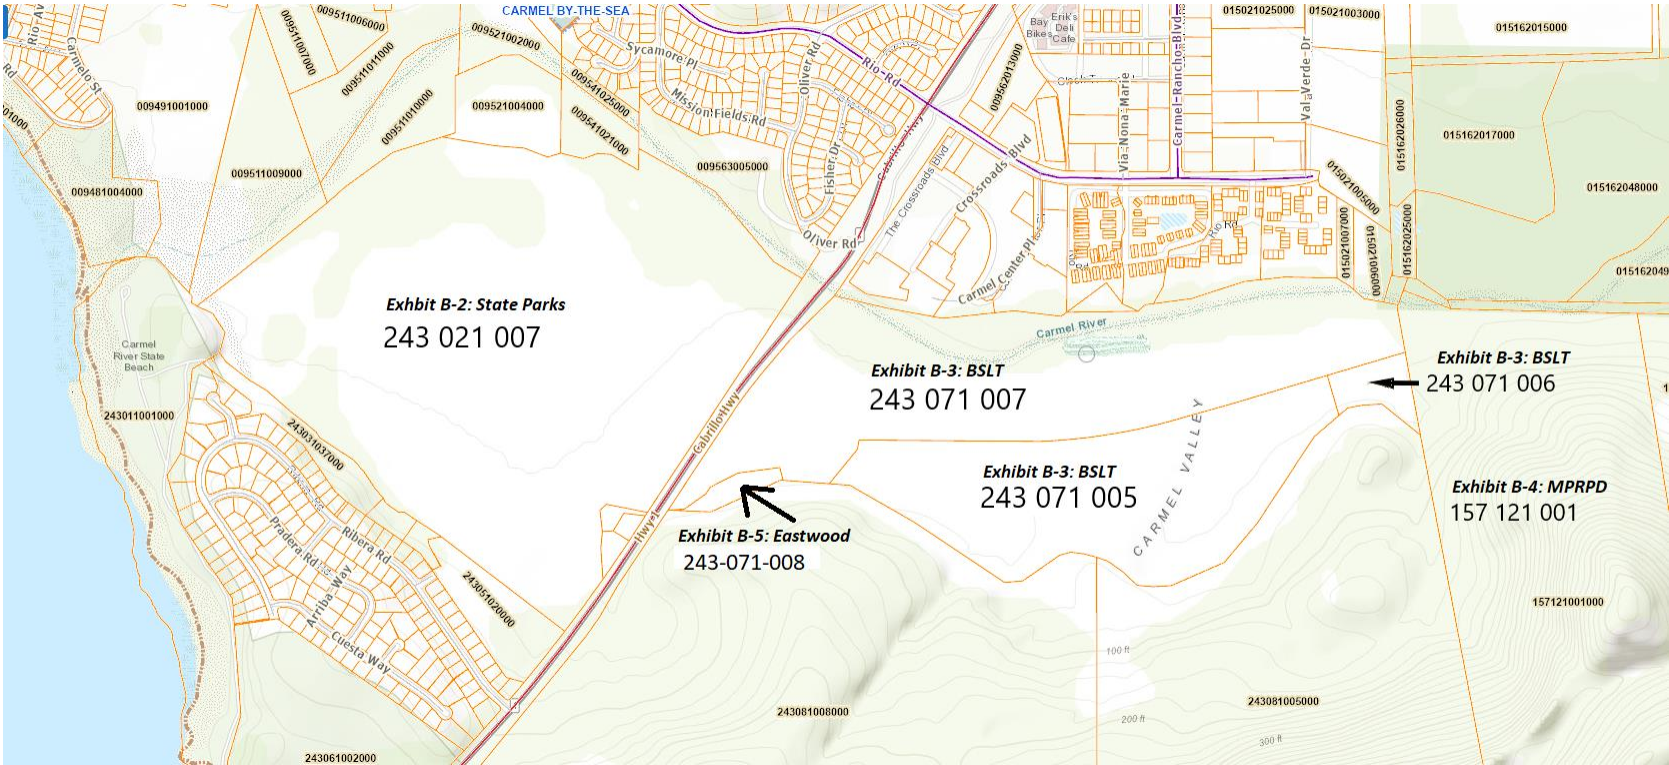 CARMEL BY-THE-SEA
Rio Av
Carmelo St
Rd
009511006000
009511007000
009511011000
009511010000
009521002000
009491001000
009521004000
009541025000
009541021000
009511009000
009481004000
009563005000
Sycamore Pl
Mission Fields Rd
Oliver Rd
Rio Rd
Fisher Dr
Oliver Rd
Cabrillo Hwy
The Crossroads Blvd
Crossroads Blvd
Carmel Center Pl
009562013000
Bay
Bikes
Erik's
Deli
Cafe
Via Nona Marie
Carmel Rancho Blvd
Val Verde Dr
015021025000
015021003000
015162015000
015162026000
015162017000
015162048000
015021005000
015021007000
015021006000
015162025000
015162049
Rio
Rd
Carmel River
Carmel
River State
Beach
Exhbit B-2: State Parks
243 021 007
Exhibit B-3: BSLT
243 071 007
Exhibit B-3: BSLT
243 071 006
Exhibit B-3: BSLT
243 071 005
Exhibit B-4: MPRPD
157 121 001
Exhibit B-5: Eastwood
243-071-008
CARMEL VALLEY
Cabrillo Hwy
Hwy 1
243011001000
243031037000
Ribera Rd
Pradera Rd
Arriba Way
Cuesta Way
243051020000
243061002000
243081008000
243081005000
157121001000
100 ft
200 ft
300 ft